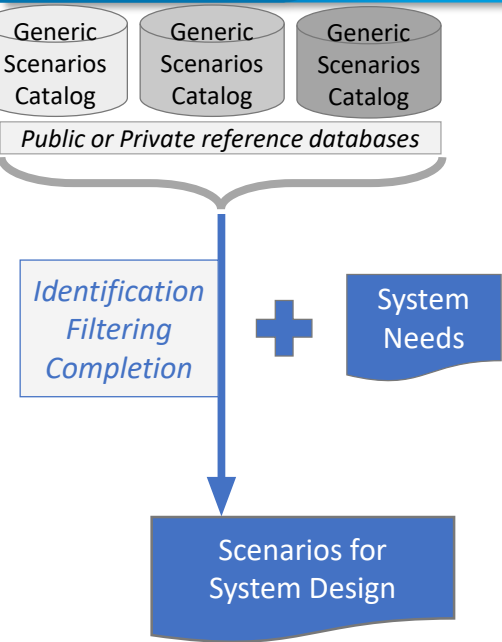 Generic
Scenarios
Catalog
Generic
Scenarios
Catalog
Generic
Scenarios
Catalog
Public or Private reference databases
Identification
Filtering
Completion
System
Needs
Scenarios for
System Design